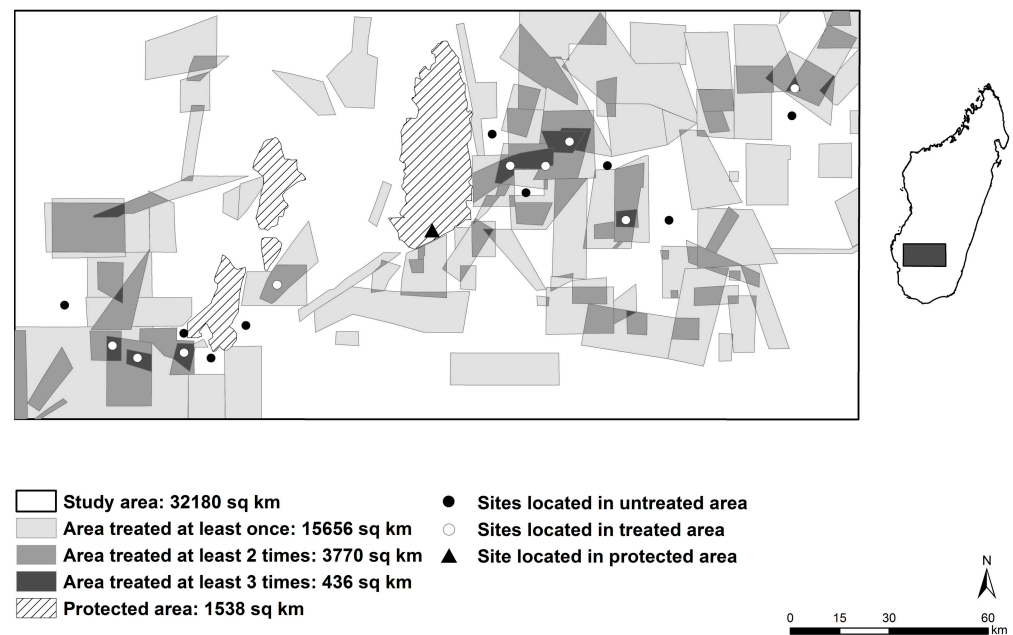 Study area: 32180 sq km
Area treated at least once: 15656 sq km
Area treated at least 2 times: 3770 sq km
Area treated at least 3 times: 436 sq km
Protected area: 1538 sq km
Sites located in untreated area
Sites located in treated area
Site located in protected area
N
0 15 30 60
km